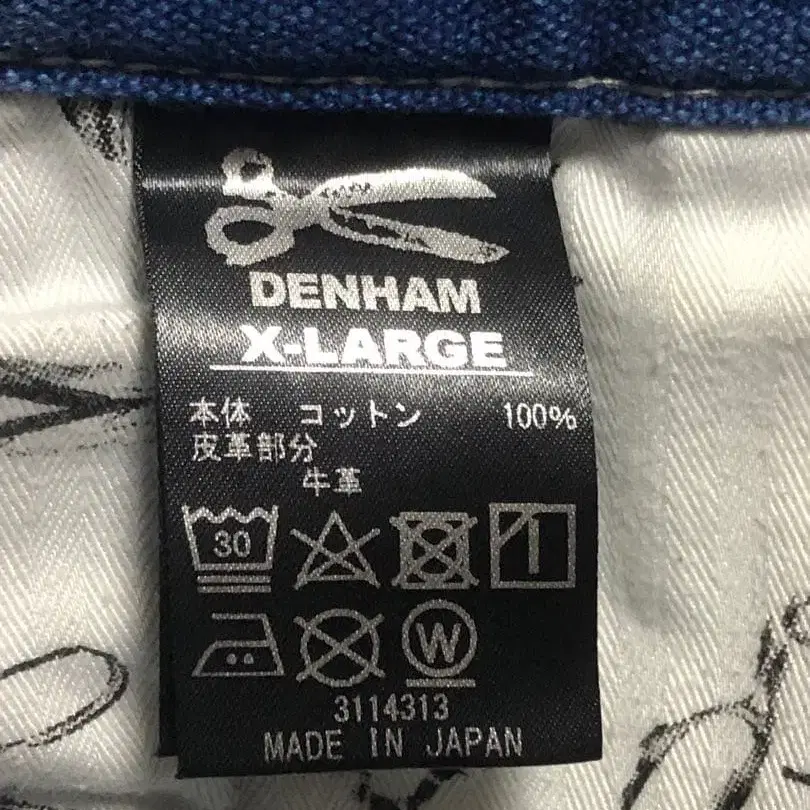 DENHAM
X-LARGE
本体 コットン 100%
皮革部分
牛革
30
W
3114313
MADE IN JAPAN